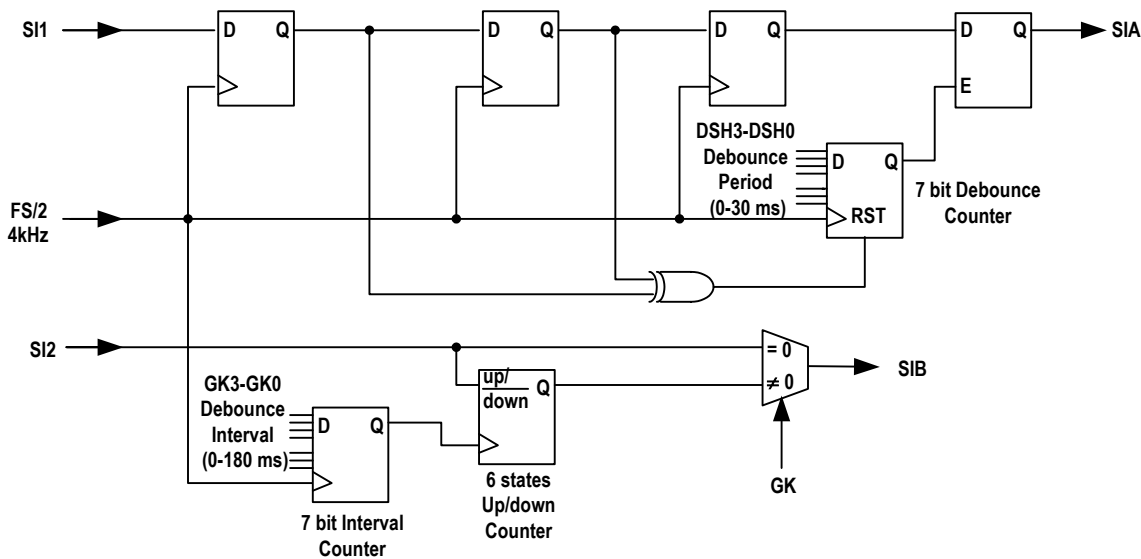 SI1
D Q
D Q
D Q
D Q
E
SIA
DSH3-DSH0
Debounce
Period
(0-30 ms)
D Q
RST
7 bit Debounce
Counter
FS/2
4kHz
SI2
GK3-GK0
Debounce
Interval
(0-180 ms)
D Q
7 bit Interval
Counter
up/ Q
down
6 states
Up/down
Counter
= 0
≠ 0
SIB
GK